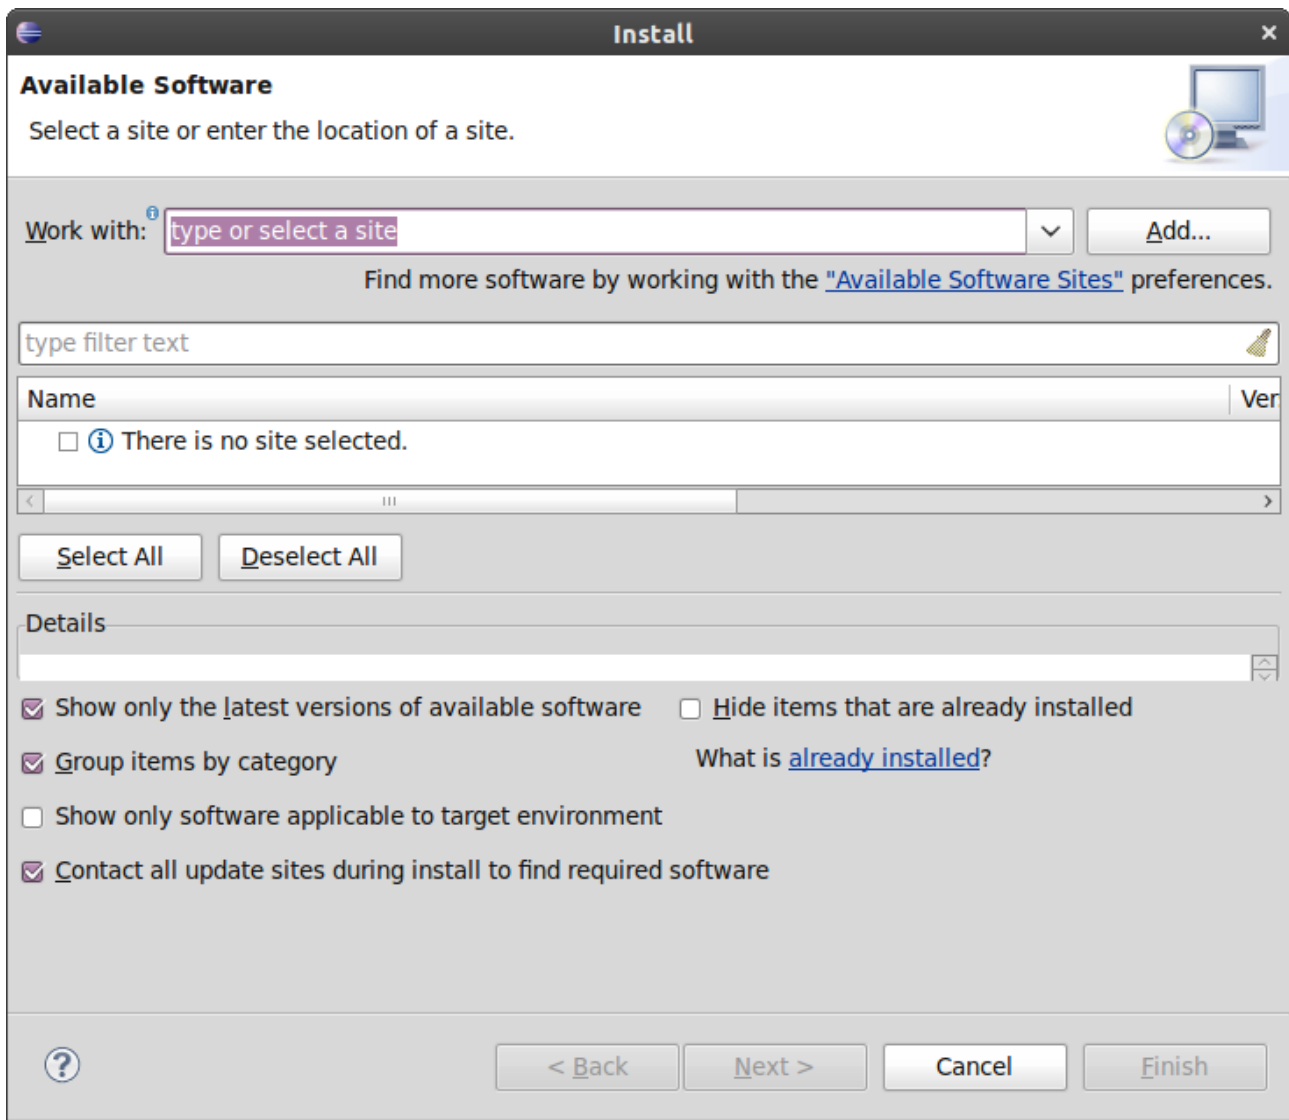 Install
Available Software
Select a site or enter the location of a site.
Work with: type or select a site Add...
Find more software by working with the "Available Software Sites" preferences.
type filter text
Name Ver
There is no site selected.
Select All Deselect All
Details
Show only the latest versions of available software Hide items that are already installed
Group items by category What is already installed?
Show only software applicable to target environment
Contact all update sites during install to find required software
< Back Next > Cancel Finish